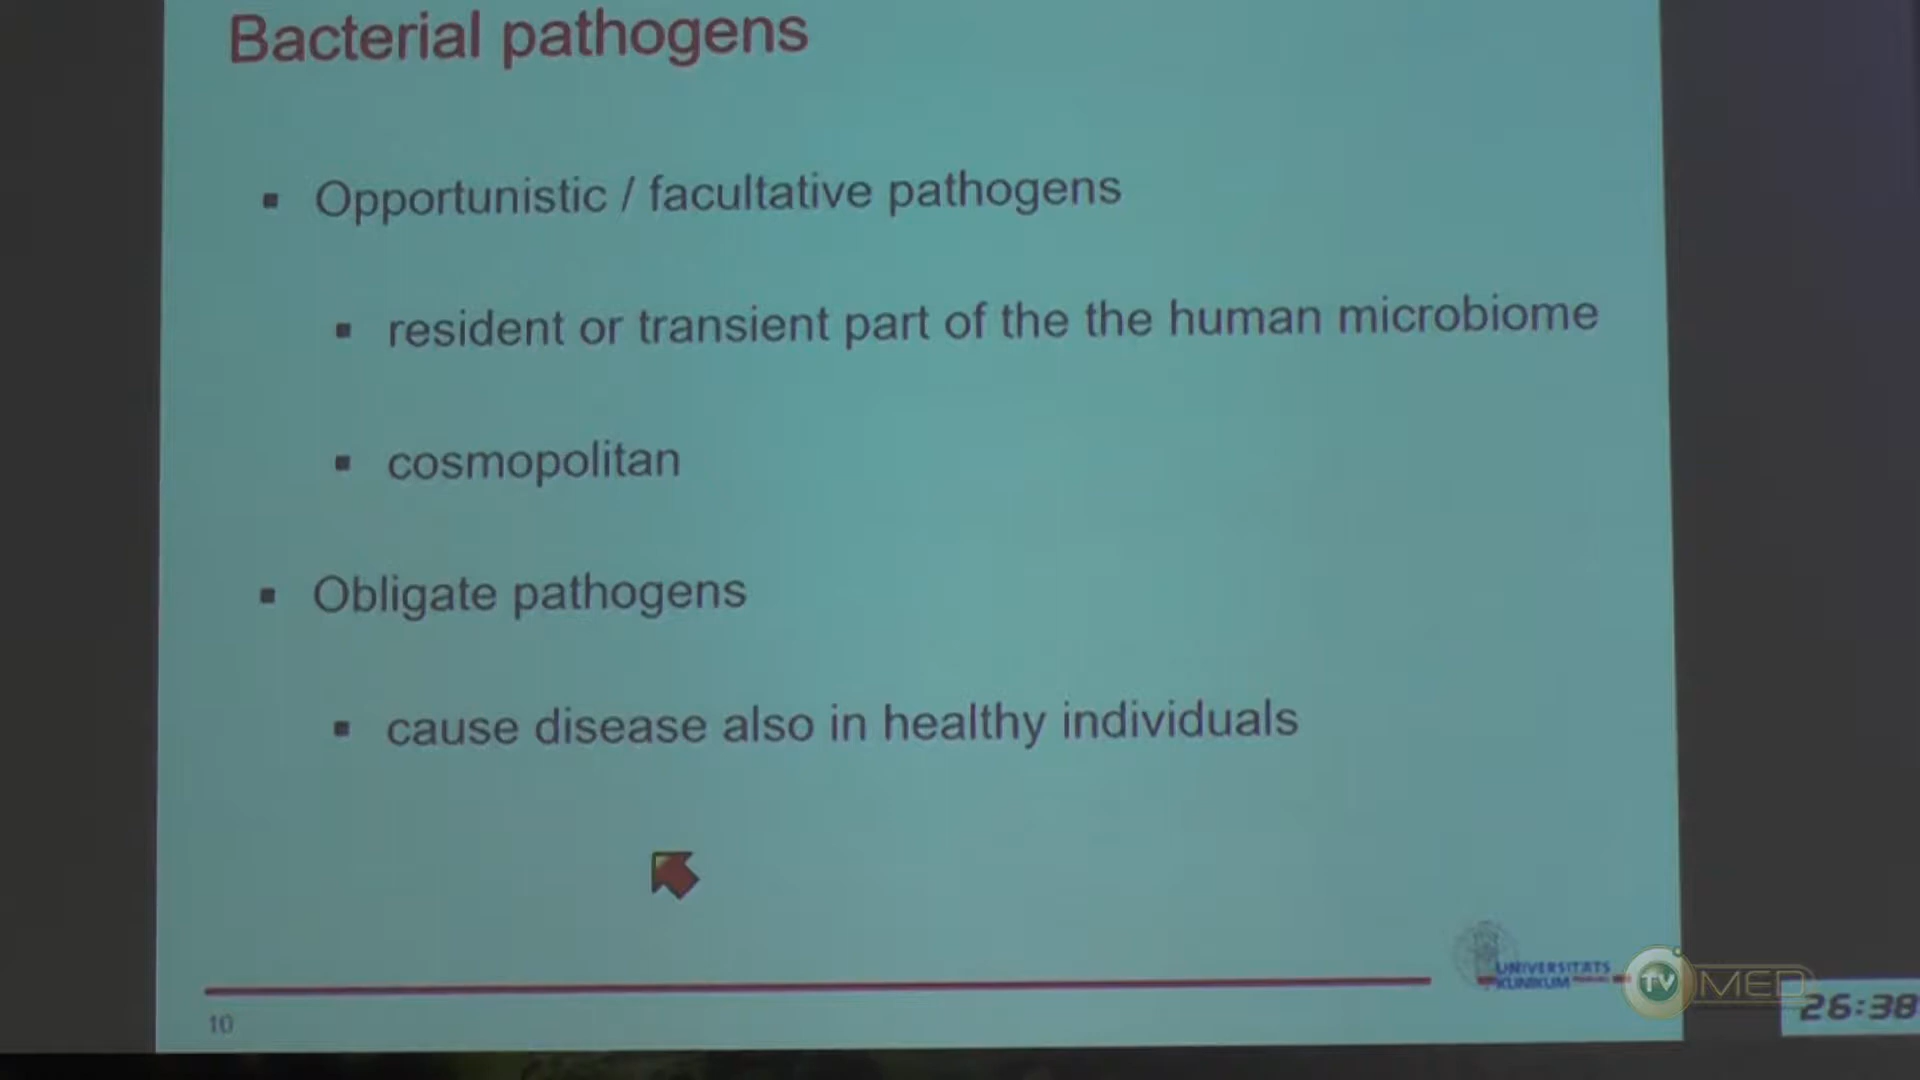 Bacterial pathogens
▪ Opportunistic / facultative pathogens
▪ resident or transient part of the the human microbiome
▪ cosmopolitan
▪ Obligate pathogens
▪ cause disease also in healthy individuals
UNIVERSITÄTS
KLINIKUM
TV MED
26:38
10